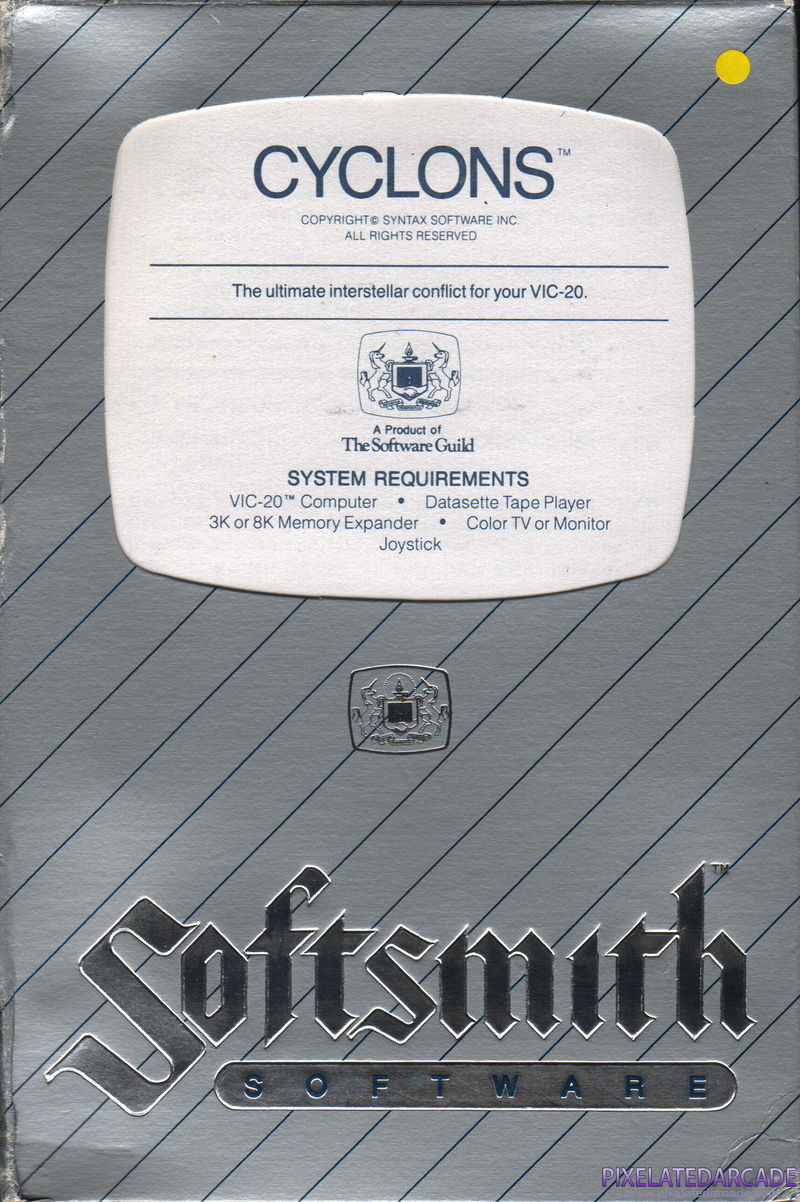 CYCLONS™
COPYRIGHT© SYNTAX SOFTWARE INC.
ALL RIGHTS RESERVED
The ultimate interstellar conflict for your VIC-20.
A Product of
The Software Guild
SYSTEM REQUIREMENTS
VIC-20™ Computer • Datasette Tape Player
3K or 8K Memory Expander • Color TV or Monitor
Joystick
Softsmith™
SOFTWARE
PIXELATEDARCADE